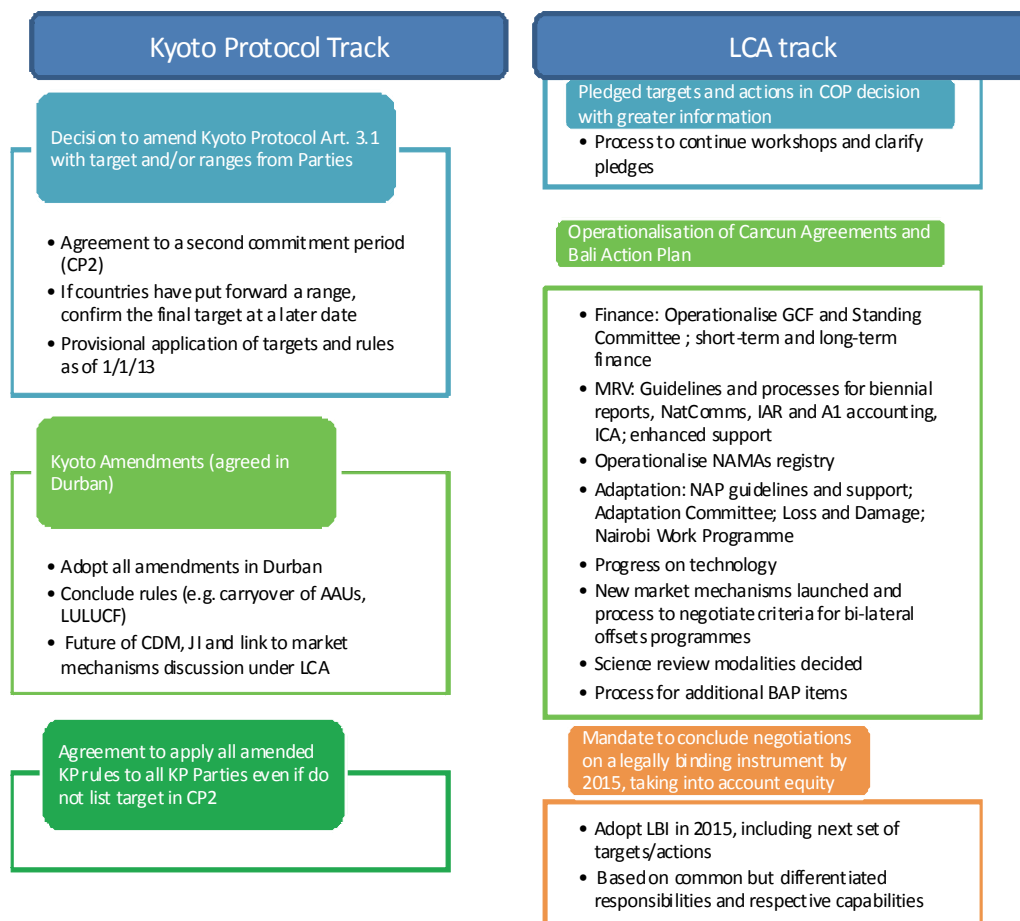 Kyoto Protocol Track
Decision to amend Kyoto Protocol Art. 3.1
with target and/or ranges from Parties
• Agreement to a second commitment period
(CP2)
• If countries have put forward a range,
confirm the final target at a later date
• Provisional application of targets and rules
as of 1/1/13
Kyoto Amendments (agreed in
Durban)
• Adopt all amendments in Durban
• Conclude rules (e.g. carryover of AAUs,
LULUCF)
• Future of CDM, JI and link to market
mechanisms discussion under LCA
Agreement to apply all amended
KP rules to all KP Parties even if do
not list target in CP2
LCA track
Pledged targets and actions in COP decision
with greater information
• Process to continue workshops and clarify
pledges
Operationalisation of Cancun Agreements and
Bali Action Plan
• Finance: Operationalise GCF and Standing
Committee ; short-term and long-term
finance
• MRV: Guidelines and processes for biennial
reports, NatComms, IAR and A1 accounting,
ICA; enhanced support
• Operationalise NAMAs registry
• Adaptation: NAP guidelines and support;
Adaptation Committee; Loss and Damage;
Nairobi Work Programme
• Progress on technology
• New market mechanisms launched and
process to negotiate criteria for bi-lateral
offsets programmes
• Science review modalities decided
• Process for additional BAP items
Mandate to conclude negotiations
on a legally binding instrument by
2015, taking into account equity
• Adopt LBI in 2015, including next set of
targets/actions
• Based on common but differentiated
responsibilities and respective capabilities